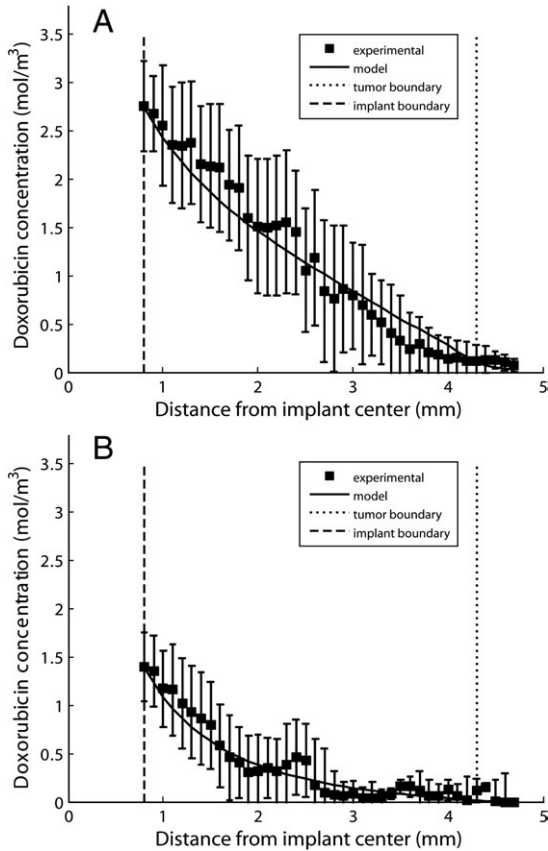 A
Doxorubicin concentration (mol/m³)
3.5
3
2.5
2
1.5
1
0.5
0
experimental
model
tumor boundary
implant boundary
0
1
2
3
4
5
Distance from implant center (mm)
B
Doxorubicin concentration (mol/m³)
3.5
3
2.5
2
1.5
1
0.5
0
experimental
model
tumor boundary
implant boundary
0
1
2
3
4
5
Distance from implant center (mm)